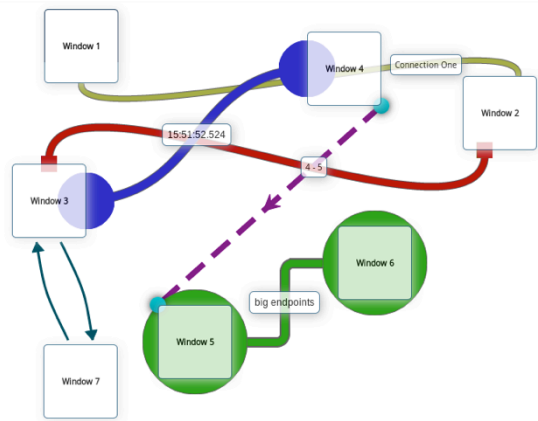 Window 1
Window 4
Connection One
Window 2
15:51:52.524
4 - 5
Window 3
Window 6
big endpoints
Window 5
Window 7